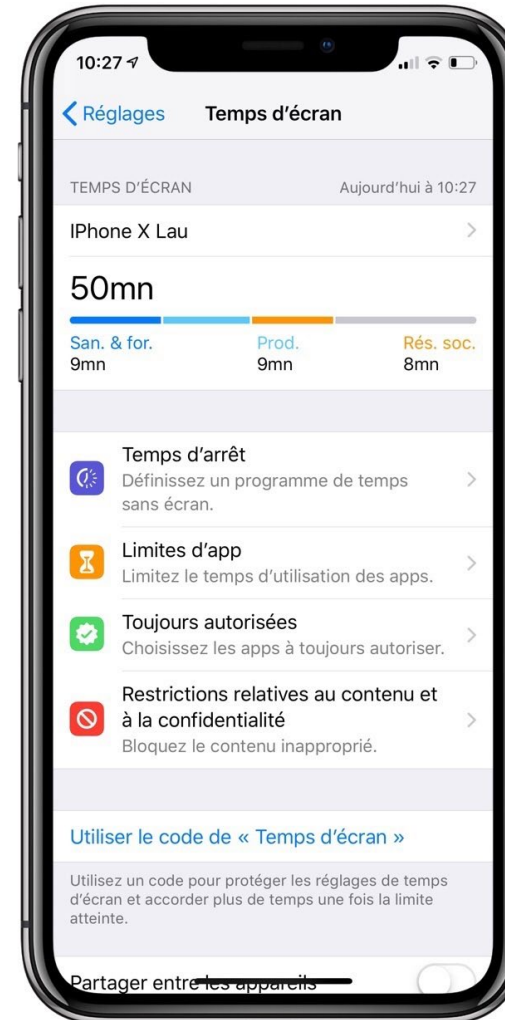 10:27
Réglages
Temps d'écran
TEMPS D'ÉCRAN
Aujourd'hui à 10:27
IPhone X Lau
50mn
San. & for.
Prod.
Rés. soc.
9mn
9mn
8mn
Temps d'arrêt
Définissez un programme de temps
sans écran.
Limites d'app
Limitez le temps d'utilisation des apps.
Toujours autorisées
Choisissez les apps à toujours autoriser.
Restrictions relatives au contenu et
à la confidentialité
Bloquez le contenu inapproprié.
Utiliser le code de « Temps d'écran »
Utilisez un code pour protéger les réglages de temps
d'écran et accorder plus de temps une fois la limite
atteinte.
Partager entre les appareils